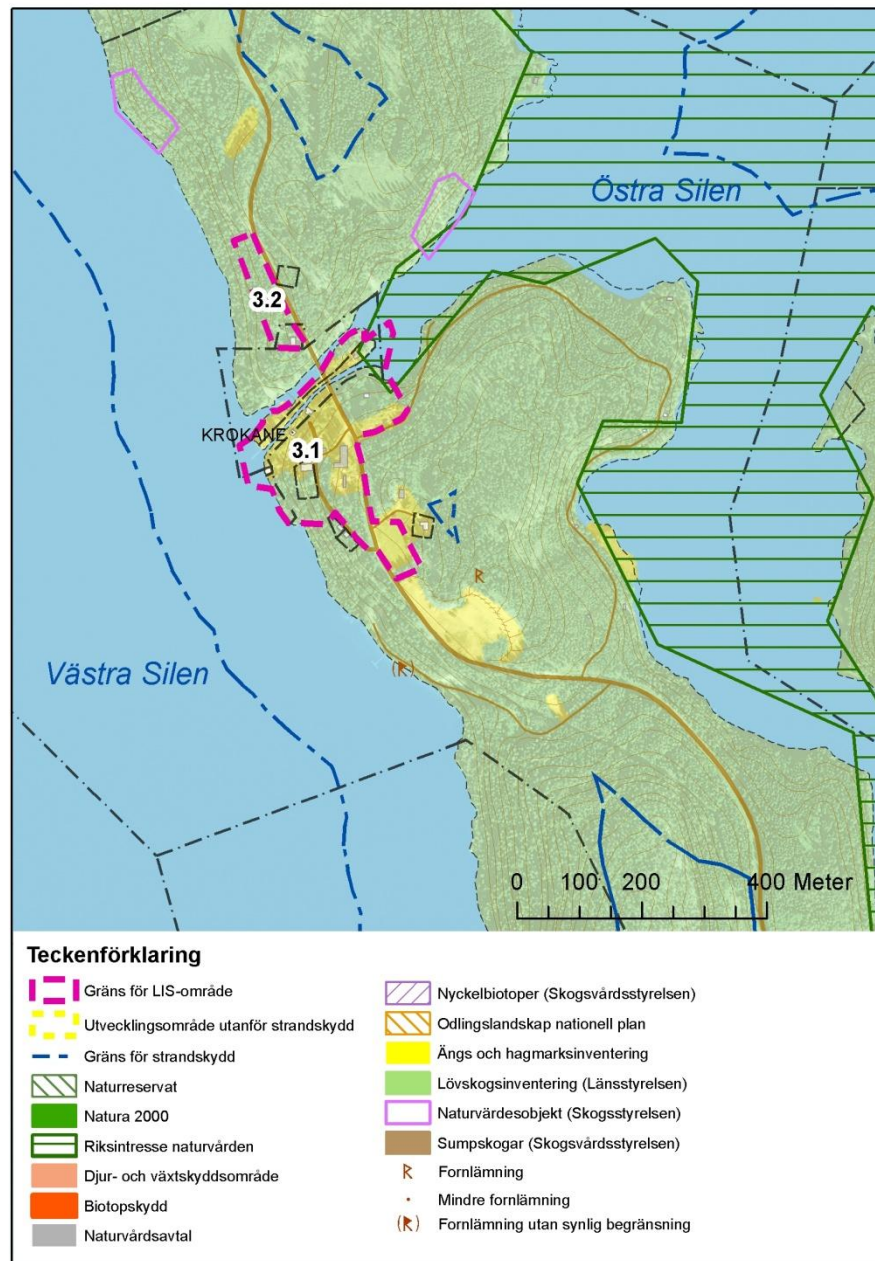 Östra Silen
3.2
KROKANE
3.1
R
Västra Silen
(R)
0 100 200 400 Meter
Teckenförklaring
Gräns för LIS-område
Utvecklingsområde utanför strandskydd
Gräns för strandskydd
Naturreservat
Natura 2000
Riksintresse naturvården
Djur- och växtskyddsområde
Biotopskydd
Naturvårdsavtal
Nyckelbiotoper (Skogsvårdsstyrelsen)
Odlingslandskap nationell plan
Ängs och hagmarksinventering
Lövskogsinventering (Länsstyrelsen)
Naturvärdesobjekt (Skogsstyrelsen)
Sumpskogar (Skogsvårdsstyrelsen)
R Fornlämning
Mindre fornlämning
(R) Fornlämning utan synlig begränsning